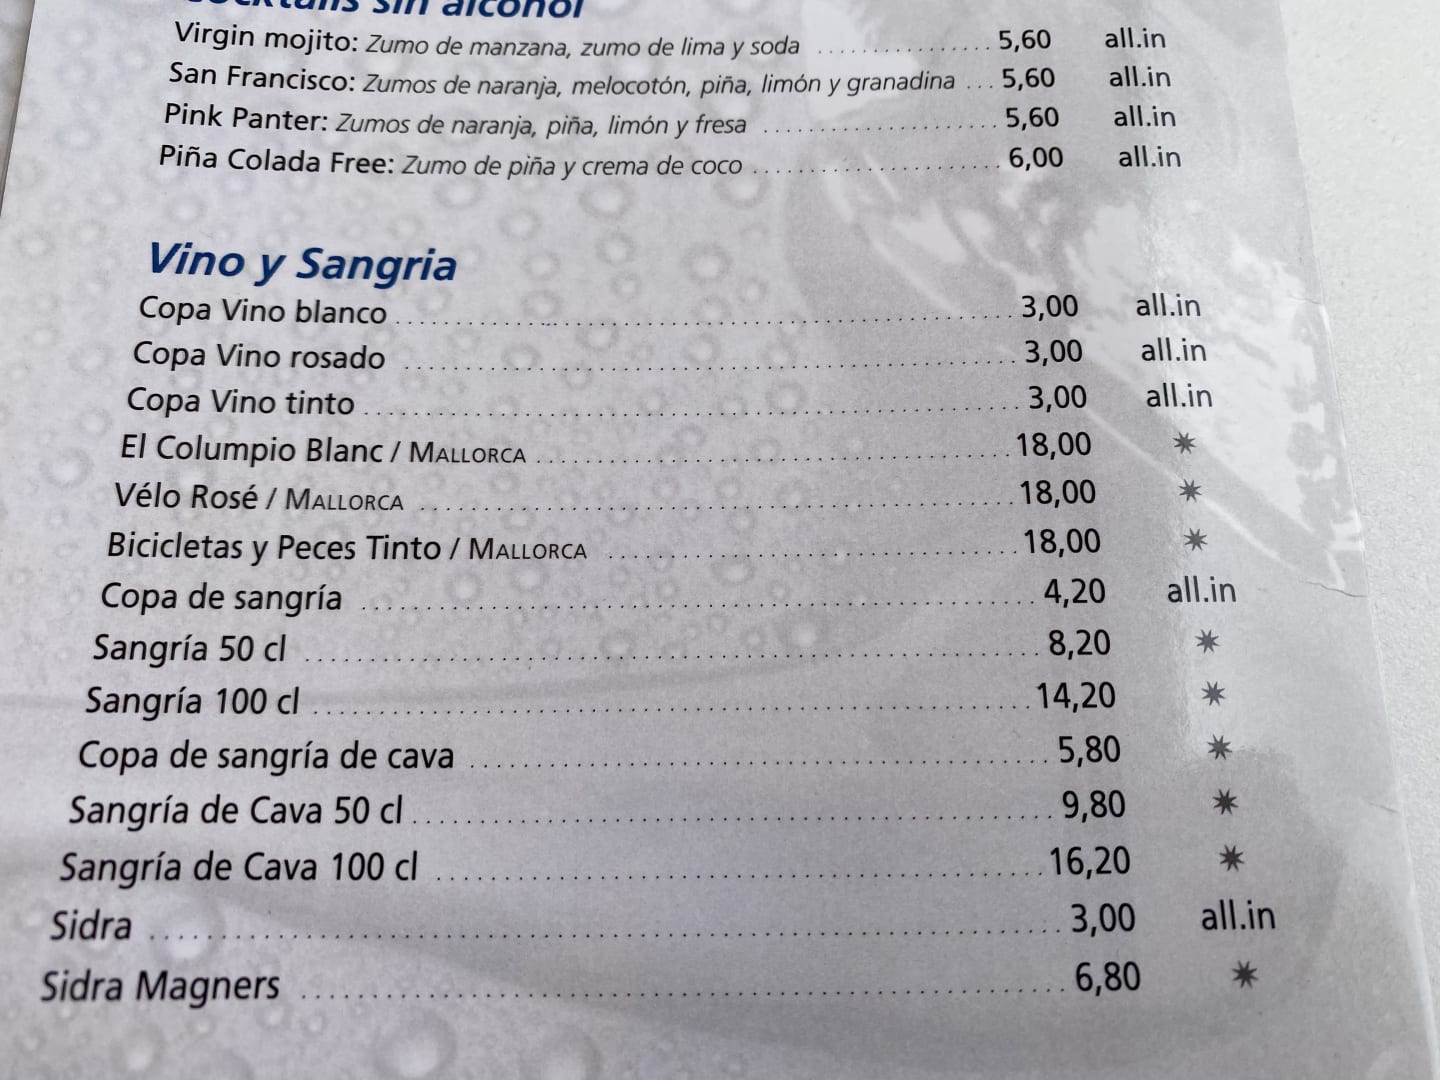 Cocktails sin alcohol
Virgin mojito: Zumo de manzana, zumo de lima y soda ................ 5,60 all.in
San Francisco: Zumos de naranja, melocotón, piña, limón y granadina ... 5,60 all.in
Pink Panter: Zumos de naranja, piña, limón y fresa ..................... 5,60 all.in
Piña Colada Free: Zumo de piña y crema de coco ...................... 6,00 all.in
Vino y Sangria
Copa Vino blanco ............................................................ 3,00 all.in
Copa Vino rosado ............................................................ 3,00 all.in
Copa Vino tinto ............................................................... 3,00 all.in
El Columpio Blanc / MALLORCA .............................................. 18,00 ✷
Vélo Rosé / MALLORCA ........................................................ 18,00 ✷
Bicicletas y Peces Tinto / MALLORCA ..................................... 18,00 ✷
Copa de sangría ............................................................... 4,20 all.in
Sangría 50 cl ................................................................... 8,20 ✷
Sangría 100 cl ................................................................. 14,20 ✷
Copa de sangría de cava .................................................... 5,80 ✷
Sangría de Cava 50 cl ....................................................... 9,80 ✷
Sangría de Cava 100 cl ..................................................... 16,20 ✷
Sidra ............................................................................. 3,00 all.in
Sidra Magners ................................................................. 6,80 ✷